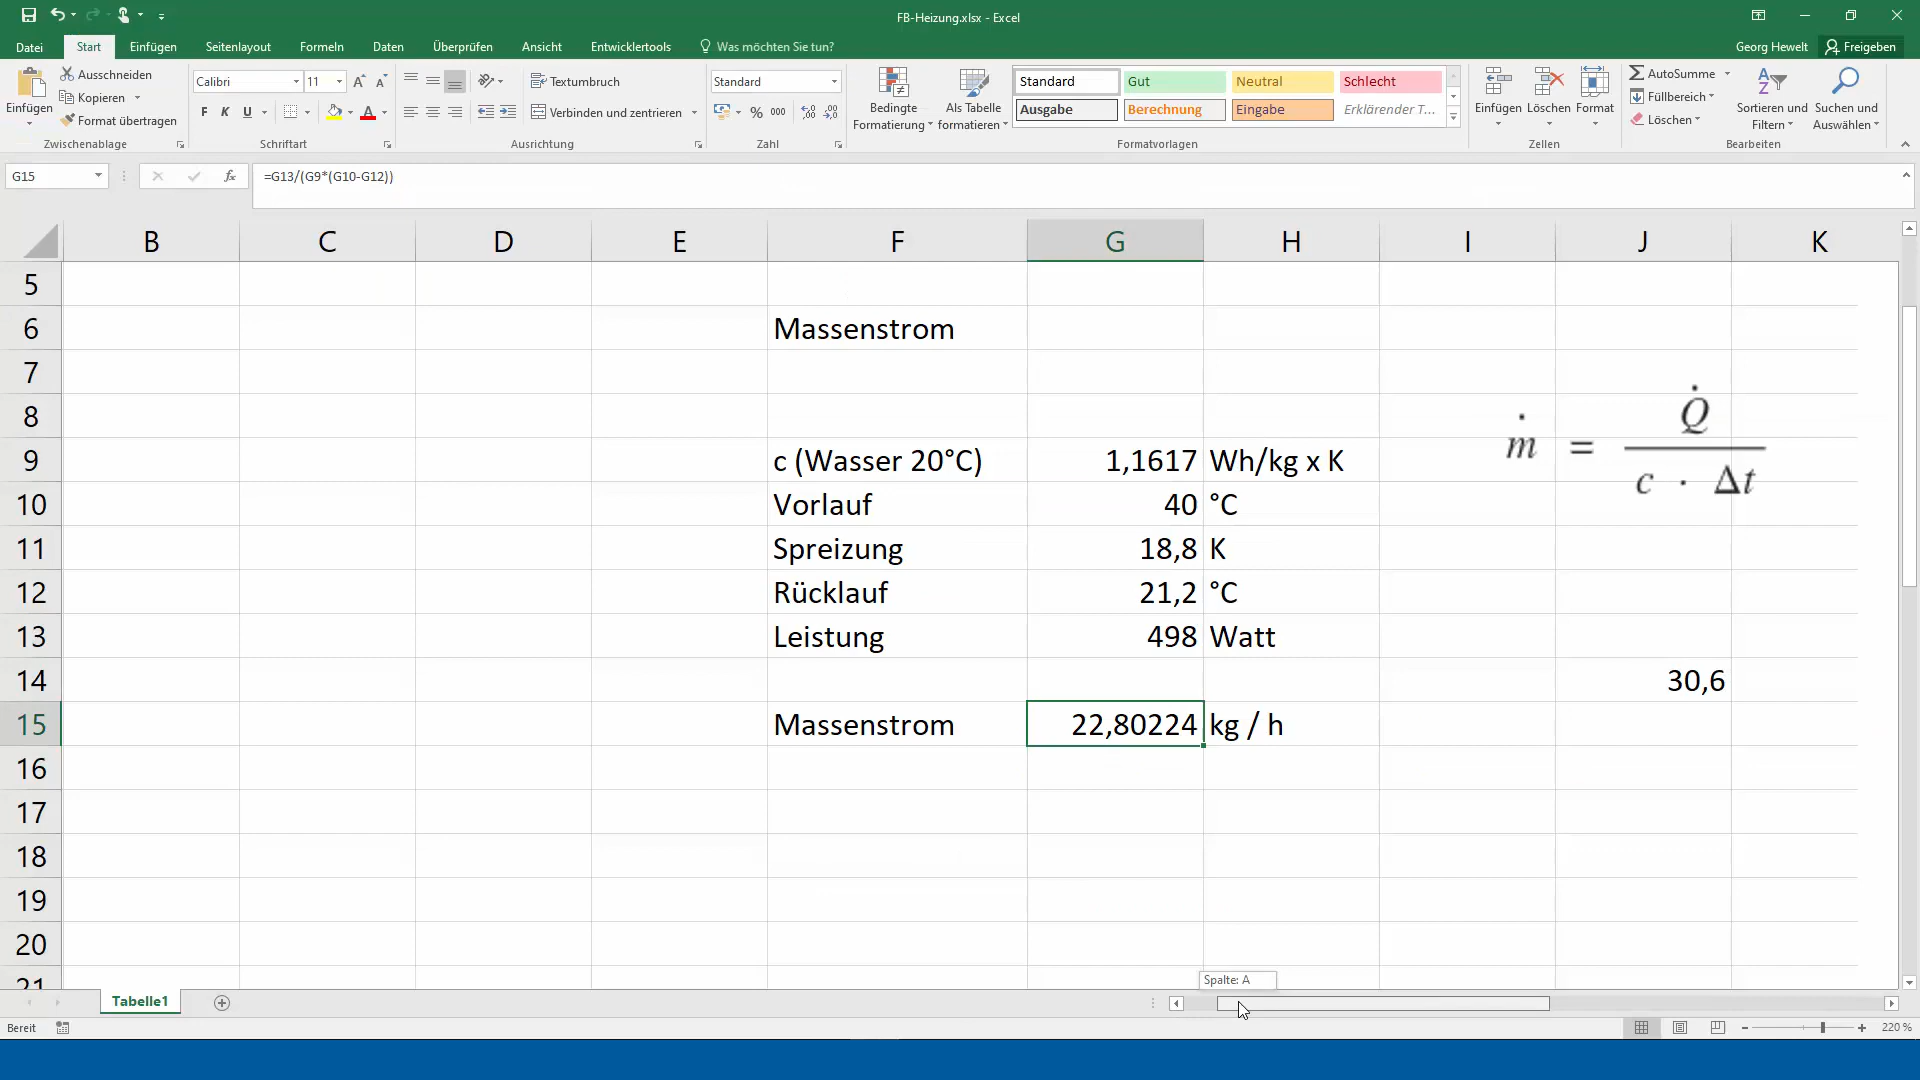 FB-Heizung.xlsx - Excel
Datei Start Einfügen Seitenlayout Formeln Daten Überprüfen Ansicht Entwicklertools Was möchten Sie tun? Georg Hewelt Freigeben
Einfügen
Ausschneiden
Kopieren
Format übertragen
Zwischenablage
Calibri 11
F K U
Schriftart
Textumbruch
Verbinden und zentrieren
Ausrichtung
Standard
% 000
Zahl
Bedingte Formatierung
Als Tabelle formatieren
Standard Gut Neutral Schlecht
Ausgabe Berechnung Eingabe Erklärender T...
Formatvorlagen
Einfügen Löschen Format
Zellen
AutoSumme
Füllbereich
Löschen
Sortieren und Filtern
Suchen und Auswählen
Bearbeiten
G15 fx =G13/(G9*(G10-G12))
B C D E F G H I J K
5
6 Massenstrom
7
8
ṁ = Q̇ / c · Δt
9 c (Wasser 20°C) 1,1617 Wh/kg x K
10 Vorlauf 40 °C
11 Spreizung 18,8 K
12 Rücklauf 21,2 °C
13 Leistung 498 Watt
14 30,6
15 Massenstrom 22,80224 kg / h
16
17
18
19
20
21
Spalte: A
Tabelle1
Bereit 220 %